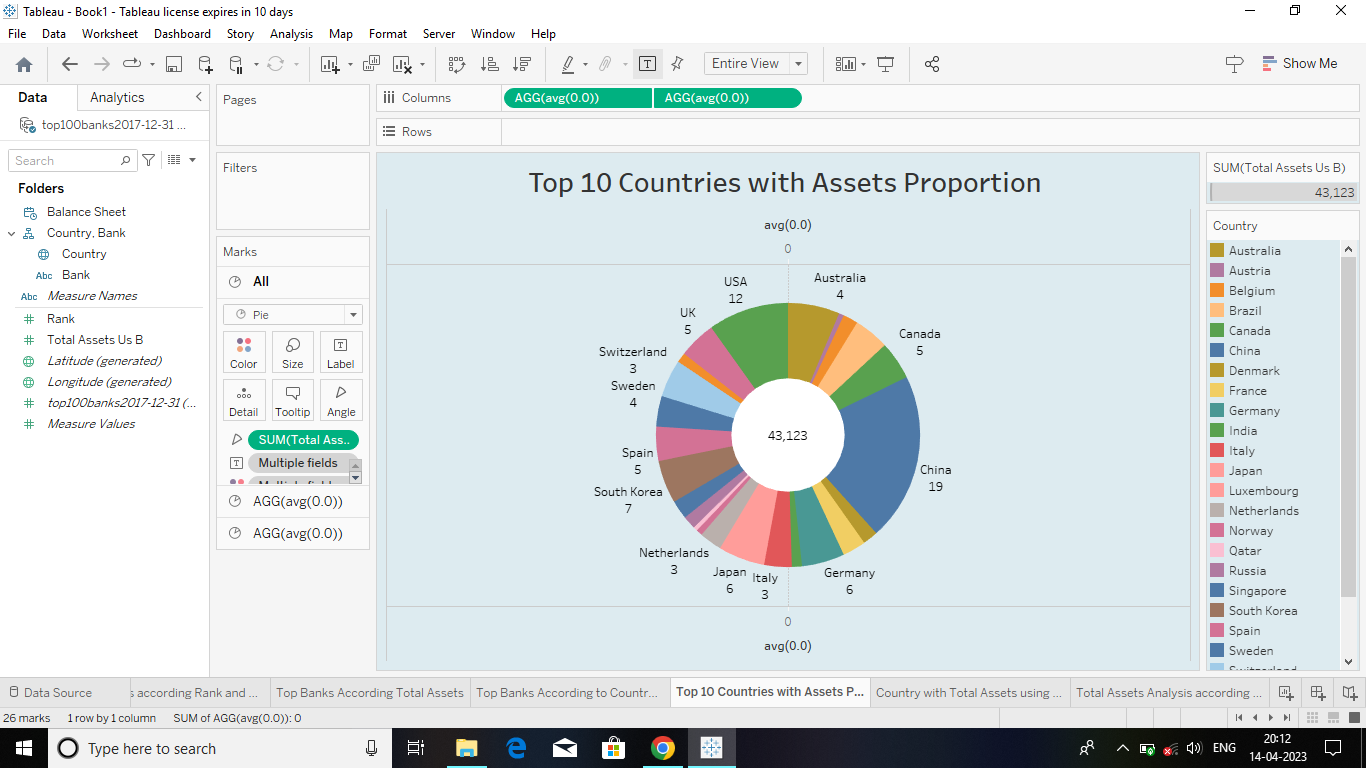 Tableau - Book1 - Tableau license expires in 10 days
File Data Worksheet Dashboard Story Analysis Map Format Server Window Help
Entire View
Show Me
Data Analytics
top100banks2017-12-31 ...
Search
Folders
Balance Sheet
Country, Bank
Country
Abc Bank
Abc Measure Names
Rank
Total Assets Us B
Latitude (generated)
Longitude (generated)
top100banks2017-12-31 (...
Measure Values
Pages
Filters
Marks
All
Pie
Color Size Label
Detail Tooltip Angle
SUM(Total Ass..
Multiple fields
AGG(avg(0.0))
AGG(avg(0.0))
Columns AGG(avg(0.0)) AGG(avg(0.0))
Rows
Top 10 Countries with Assets Proportion
avg(0.0)
0
USA
12
Australia
4
UK
5
Canada
5
Switzerland
3
Sweden
4
43,123
Spain
5
China
19
South Korea
7
Netherlands
3
Japan
6
Italy
3
Germany
6
0
avg(0.0)
SUM(Total Assets Us B)
43,123
Country
Australia
Austria
Belgium
Brazil
Canada
China
Denmark
France
Germany
India
Italy
Japan
Luxembourg
Netherlands
Norway
Qatar
Russia
Singapore
South Korea
Spain
Sweden
Switzerland
Data Source
s according Rank and ...
Top Banks According Total Assets
Top Banks According to Countr...
Top 10 Countries with Assets P...
Country with Total Assets using ...
Total Assets Analysis according ...
26 marks 1 row by 1 column SUM of AGG(avg(0.0)): 0
Type here to search
ENG
20:12
14-04-2023